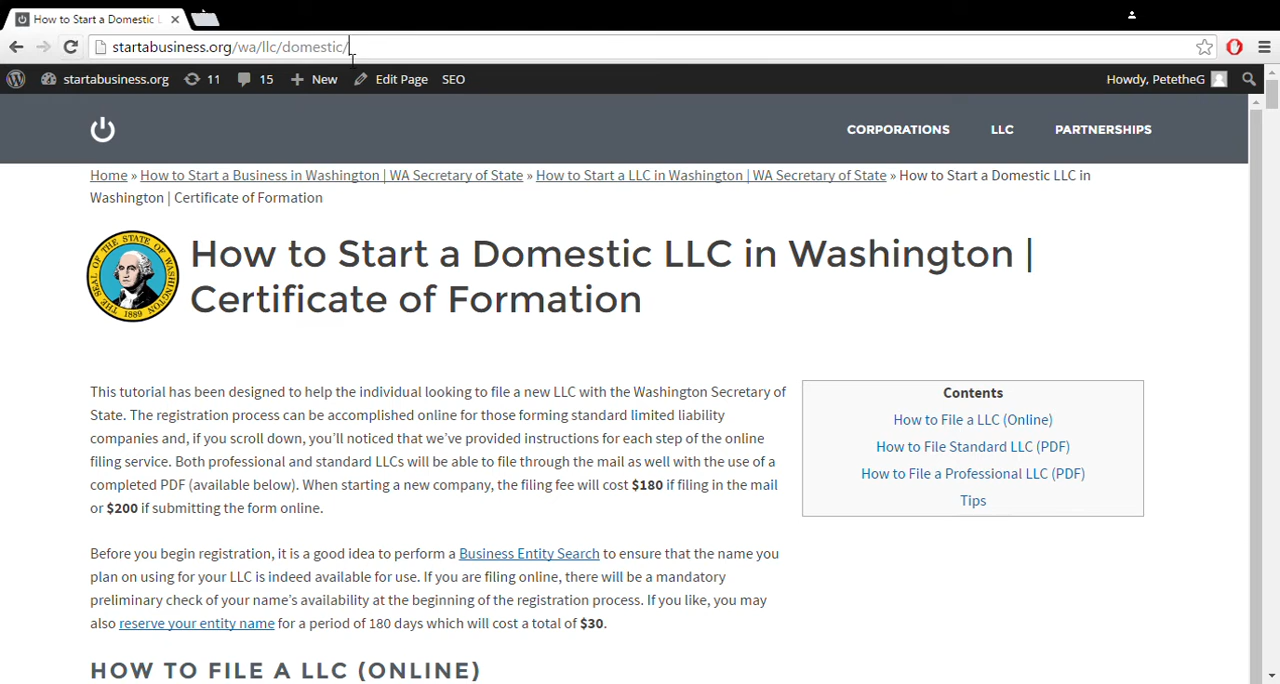 How to Start a Domestic L
startabusiness.org/wa/llc/domestic/
startabusiness.org 11 15 New Edit Page SEO Howdy, PetetheG
CORPORATIONS LLC PARTNERSHIPS
Home » How to Start a Business in Washington | WA Secretary of State » How to Start a LLC in Washington | WA Secretary of State » How to Start a Domestic LLC in
Washington | Certificate of Formation
THE SEAL OF THE STATE OF WASHINGTON
1889
How to Start a Domestic LLC in Washington |
Certificate of Formation
This tutorial has been designed to help the individual looking to file a new LLC with the Washington Secretary of
State. The registration process can be accomplished online for those forming standard limited liability
companies and, if you scroll down, you'll noticed that we've provided instructions for each step of the online
filing service. Both professional and standard LLCs will be able to file through the mail as well with the use of a
completed PDF (available below). When starting a new company, the filing fee will cost $180 if filing in the mail
or $200 if submitting the form online.
Contents
How to File a LLC (Online)
How to File Standard LLC (PDF)
How to File a Professional LLC (PDF)
Tips
Before you begin registration, it is a good idea to perform a Business Entity Search to ensure that the name you
plan on using for your LLC is indeed available for use. If you are filing online, there will be a mandatory
preliminary check of your name's availability at the beginning of the registration process. If you like, you may
also reserve your entity name for a period of 180 days which will cost a total of $30.
HOW TO FILE A LLC (ONLINE)